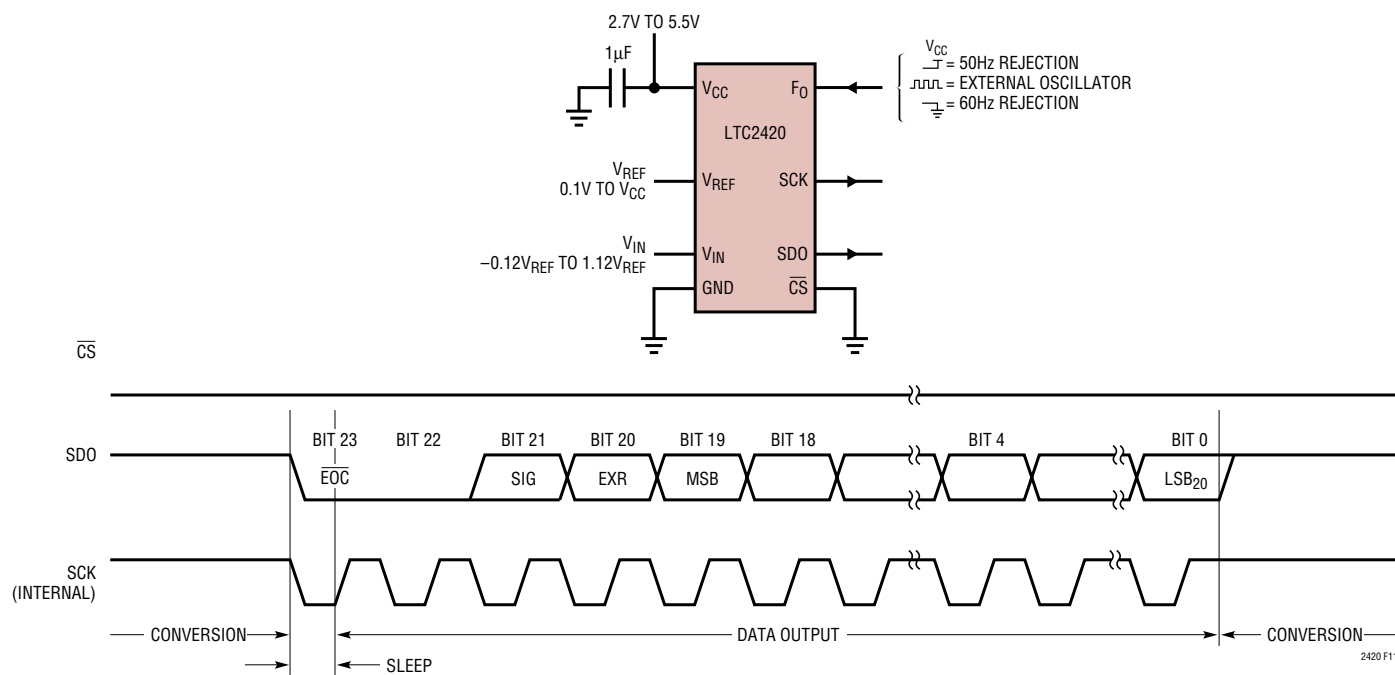 2.7V TO 5.5V
1µF
VCC
FO
LTC2420
VREF
0.1V TO VCC
VREF
SCK
VIN
–0.12VREF TO 1.12VREF
VIN
SDO
GND
CS
VCC
= 50Hz REJECTION
= EXTERNAL OSCILLATOR
= 60Hz REJECTION
CS
BIT 23
BIT 22
BIT 21
BIT 20
BIT 19
BIT 18
BIT 4
BIT 0
SDO
EOC
SIG
EXR
MSB
LSB20
SCK
(INTERNAL)
CONVERSION
DATA OUTPUT
CONVERSION
SLEEP
2420 F11